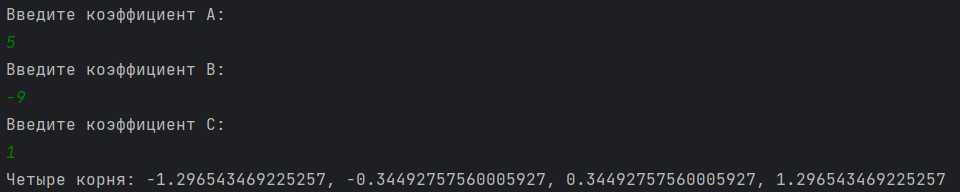 Введите коэффициент A:
5
Введите коэффициент B:
-9
Введите коэффициент C:
1
Четыре корня: -1.296543469225257, -0.34492757560005927, 0.34492757560005927, 1.296543469225257